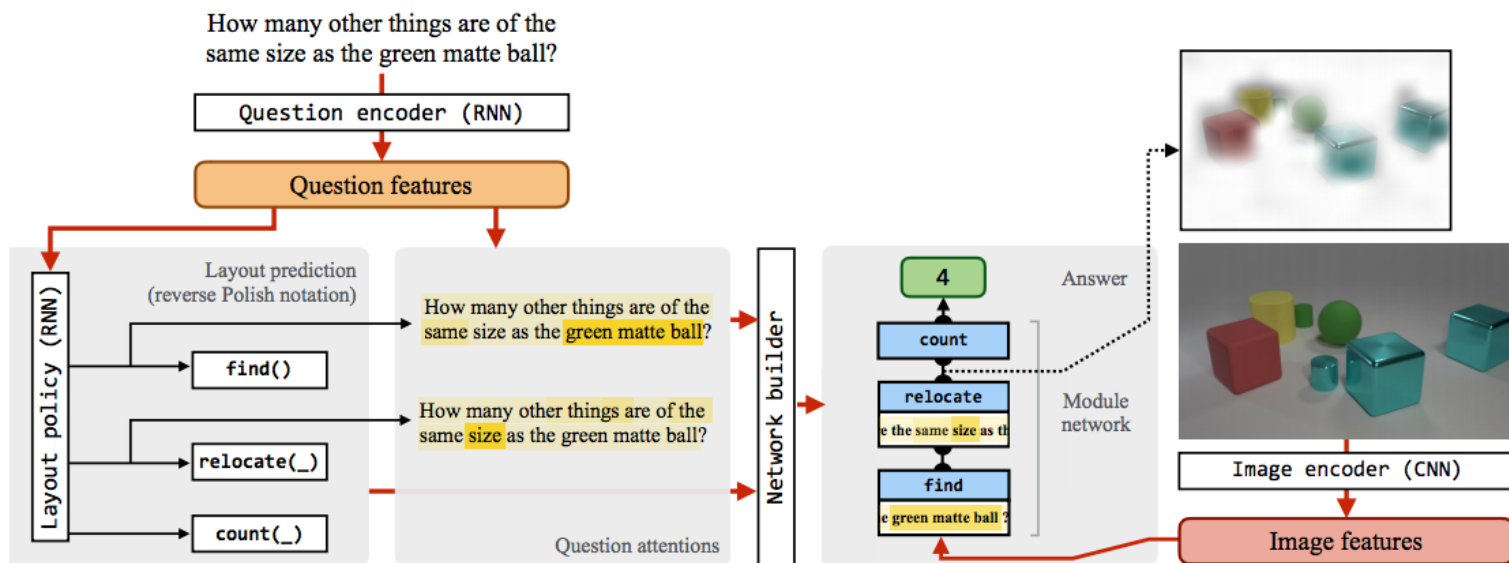 How many other things are of the
same size as the green matte ball?
Question encoder (RNN)
Question features
Layout policy (RNN)
Layout prediction
(reverse Polish notation)
find()
relocate(_)
count(_)
How many other things are of the
same size as the green matte ball?
How many other things are of the
same size as the green matte ball?
Question attentions
Network builder
4
Answer
count
relocate
e the same size as th
find
e green matte ball ?
Module
network
Image encoder (CNN)
Image features